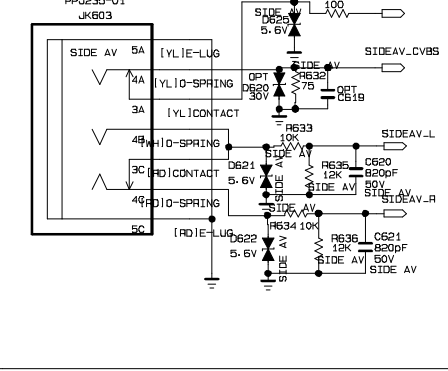 PPJ235-01
JK603
SIDE AV
5A
[YL]E-LUG
4A
[YL]O-SPRING
3A
[YL]CONTACT
4B
[WH]O-SPRING
3C
[RD]CONTACT
4C
[RD]O-SPRING
5C
[RD]E-LUG
SIDE AV
D625
5.6V
100
SIDEAV_CVBS
SIDE AV
OPT
D620
30V
R632
75
OPT
C619
SIDEAV_L
R633
10K
SIDE AV
D621
5.6V
SIDE AV
R635
12K
SIDE AV
C620
820pF
50V
SIDE AV
SIDEAV_R
SIDE AV
R634 10K
D622
5.6V
SIDE AV
R636
12K
SIDE AV
C621
820pF
50V
SIDE AV